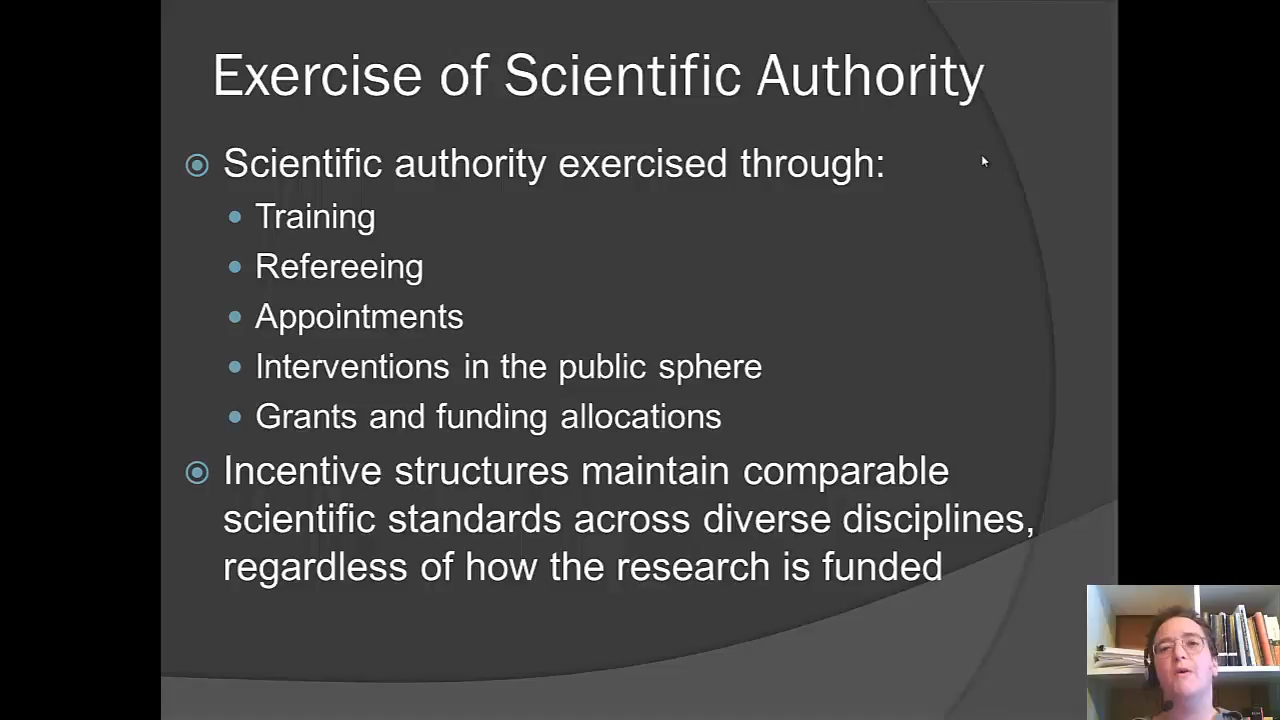 Exercise of Scientific Authority
Scientific authority exercised through:
Training
Refereeing
Appointments
Interventions in the public sphere
Grants and funding allocations
Incentive structures maintain comparable
scientific standards across diverse disciplines,
regardless of how the research is funded